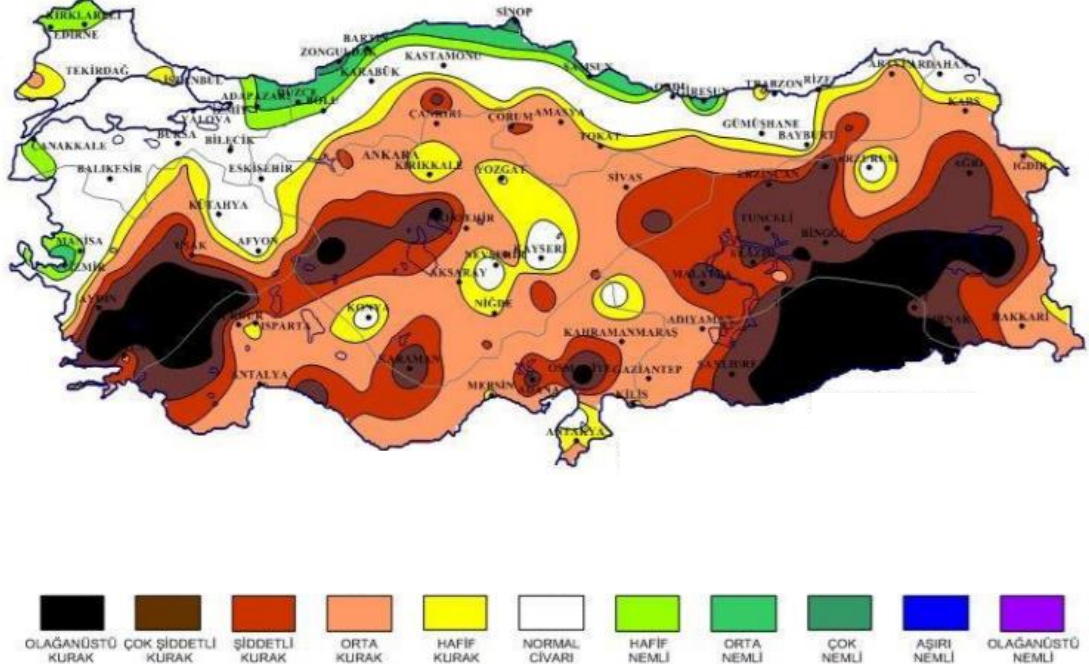 SİNOP
KIRKLARELİ
EDİRNE
BARTIN
ZONGULDAK
KASTAMONU
TEKİRDAĞ
İSTANBUL
KARABÜK
SAMSUN
ARTVİN
ARDAHAN
ADAPAZARI
DÜZCE
BOLU
ORDU
GİRESUN
TRABZON
RİZE
KARS
YALOVA
ÇANKIRI
ÇORUM
AMASYA
GÜMÜŞHANE
BAYBURT
ÇANAKKALE
BURSA
BİLECİK
TOKAT
BALIKESİR
ESKİŞEHİR
ANKARA
KIRIKKALE
YOZGAT
SİVAS
ERZİNCAN
ERZURUM
AĞRI
IĞDIR
KÜTAHYA
KIRŞEHİR
TUNCELİ
BİNGÖL
MANİSA
İZMİR
UŞAK
AFYON
NEVŞEHİR
KAYSERİ
ELAZIĞ
AKSARAY
MALATYA
AYDIN
KONYA
NİĞDE
BURDUR
ISPARTA
ADIYAMAN
ŞIRNAK
HAKKARİ
KAHRAMANMARAŞ
KARAMAN
ANTALYA
OSMANİYE
GAZİANTEP
ŞANLIURFA
MERSİN
ADANA
KİLİS
ANTAKYA
OLAĞANÜSTÜ KURAK
ÇOK ŞİDDETLİ KURAK
ŞİDDETLİ KURAK
ORTA KURAK
HAFİF KURAK
NORMAL CİVARI
HAFİF NEMLİ
ORTA NEMLİ
ÇOK NEMLİ
AŞIRI NEMLİ
OLAĞANÜSTÜ NEMLİ